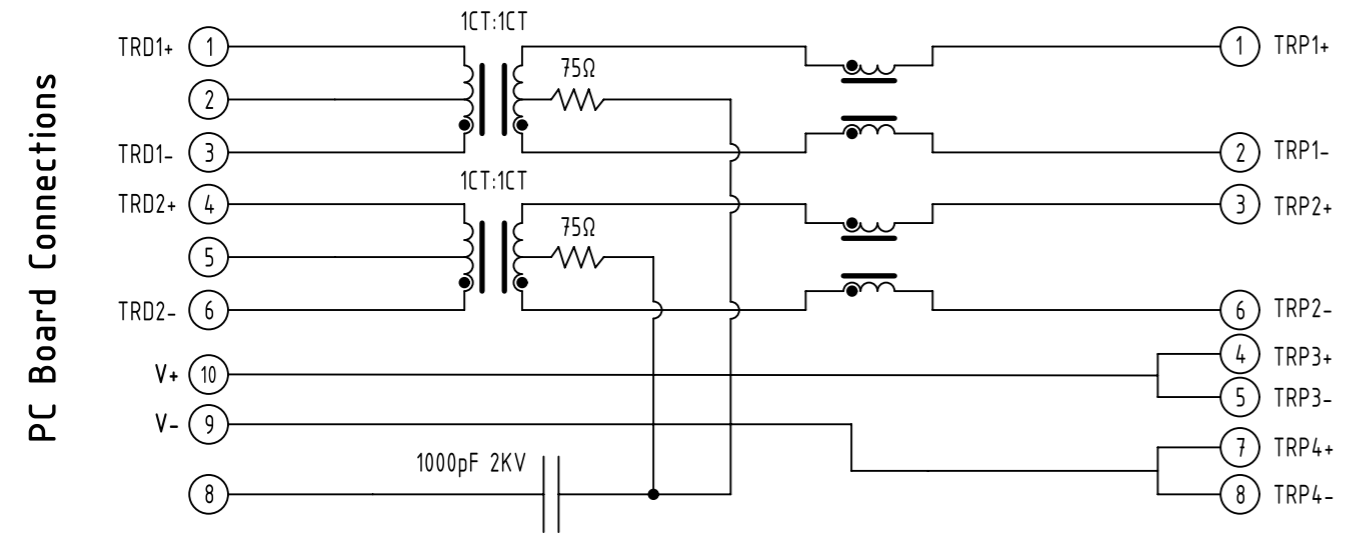 PC Board Connections
1CT:1CT
TRD1+ 1
75Ω
1 TRP1+
2
TRD1- 3
2 TRP1-
1CT:1CT
TRD2+ 4
3 TRP2+
75Ω
5
TRD2- 6
6 TRP2-
4 TRP3+
V+ 10
5 TRP3-
V- 9
7 TRP4+
1000pF 2KV
8
8 TRP4-